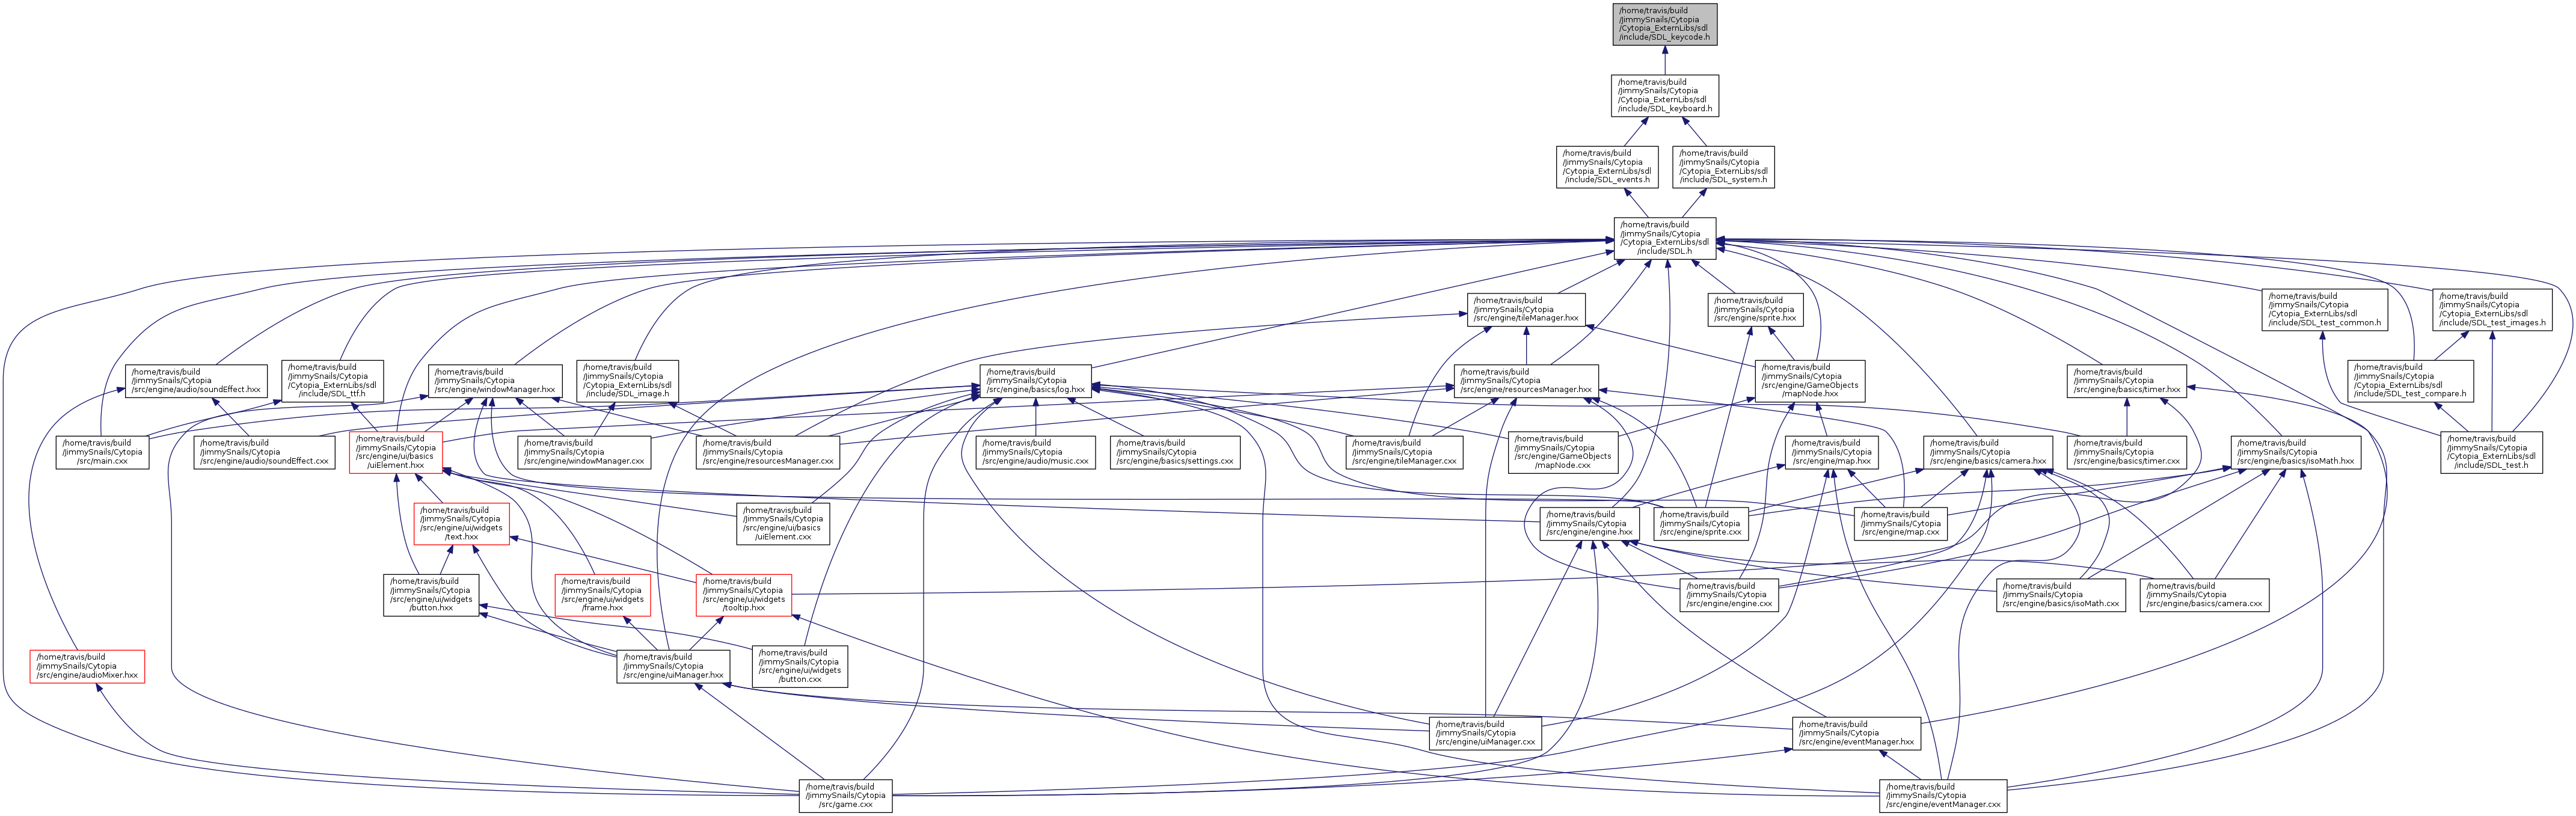 /home/travis/build
/JimmySnails/Cytopia
/Cytopia_ExternLibs/sdl
/include/SDL_keycode.h
/home/travis/build
/JimmySnails/Cytopia
/Cytopia_ExternLibs/sdl
/include/SDL_keyboard.h
/home/travis/build
/JimmySnails/Cytopia
/Cytopia_ExternLibs/sdl
/include/SDL_events.h
/home/travis/build
/JimmySnails/Cytopia
/Cytopia_ExternLibs/sdl
/include/SDL_system.h
/home/travis/build
/JimmySnails/Cytopia
/Cytopia_ExternLibs/sdl
/include/SDL.h
/home/travis/build
/JimmySnails/Cytopia
/src/engine/tileManager.hxx
/home/travis/build
/JimmySnails/Cytopia
/src/engine/sprite.hxx
/home/travis/build
/JimmySnails/Cytopia
/Cytopia_ExternLibs/sdl
/include/SDL_test_common.h
/home/travis/build
/JimmySnails/Cytopia
/Cytopia_ExternLibs/sdl
/include/SDL_test_images.h
/home/travis/build
/JimmySnails/Cytopia
/src/engine/audio/soundEffect.hxx
/home/travis/build
/JimmySnails/Cytopia
/Cytopia_ExternLibs/sdl
/include/SDL_ttf.h
/home/travis/build
/JimmySnails/Cytopia
/src/engine/windowManager.hxx
/home/travis/build
/JimmySnails/Cytopia
/Cytopia_ExternLibs/sdl
/include/SDL_image.h
/home/travis/build
/JimmySnails/Cytopia
/src/engine/basics/log.hxx
/home/travis/build
/JimmySnails/Cytopia
/src/engine/resourcesManager.hxx
/home/travis/build
/JimmySnails/Cytopia
/src/engine/GameObjects
/mapNode.hxx
/home/travis/build
/JimmySnails/Cytopia
/src/engine/basics/timer.hxx
/home/travis/build
/JimmySnails/Cytopia
/Cytopia_ExternLibs/sdl
/include/SDL_test_compare.h
/home/travis/build
/JimmySnails/Cytopia
/src/main.cxx
/home/travis/build
/JimmySnails/Cytopia
/src/engine/audio/soundEffect.cxx
/home/travis/build
/JimmySnails/Cytopia
/src/engine/ui/basics
/uiElement.hxx
/home/travis/build
/JimmySnails/Cytopia
/src/engine/windowManager.cxx
/home/travis/build
/JimmySnails/Cytopia
/src/engine/resourcesManager.cxx
/home/travis/build
/JimmySnails/Cytopia
/src/engine/audio/music.cxx
/home/travis/build
/JimmySnails/Cytopia
/src/engine/basics/settings.cxx
/home/travis/build
/JimmySnails/Cytopia
/src/engine/tileManager.cxx
/home/travis/build
/JimmySnails/Cytopia
/src/engine/GameObjects
/mapNode.cxx
/home/travis/build
/JimmySnails/Cytopia
/src/engine/map.hxx
/home/travis/build
/JimmySnails/Cytopia
/src/engine/basics/camera.hxx
/home/travis/build
/JimmySnails/Cytopia
/src/engine/basics/timer.cxx
/home/travis/build
/JimmySnails/Cytopia
/src/engine/basics/isoMath.hxx
/home/travis/build
/JimmySnails/Cytopia
/Cytopia_ExternLibs/sdl
/include/SDL_test.h
/home/travis/build
/JimmySnails/Cytopia
/src/engine/ui/widgets
/text.hxx
/home/travis/build
/JimmySnails/Cytopia
/src/engine/ui/basics
/uiElement.cxx
/home/travis/build
/JimmySnails/Cytopia
/src/engine/engine.hxx
/home/travis/build
/JimmySnails/Cytopia
/src/engine/sprite.cxx
/home/travis/build
/JimmySnails/Cytopia
/src/engine/map.cxx
/home/travis/build
/JimmySnails/Cytopia
/src/engine/ui/widgets
/button.hxx
/home/travis/build
/JimmySnails/Cytopia
/src/engine/ui/widgets
/frame.hxx
/home/travis/build
/JimmySnails/Cytopia
/src/engine/ui/widgets
/tooltip.hxx
/home/travis/build
/JimmySnails/Cytopia
/src/engine/engine.cxx
/home/travis/build
/JimmySnails/Cytopia
/src/engine/basics/isoMath.cxx
/home/travis/build
/JimmySnails/Cytopia
/src/engine/basics/camera.cxx
/home/travis/build
/JimmySnails/Cytopia
/src/engine/audioMixer.hxx
/home/travis/build
/JimmySnails/Cytopia
/src/engine/uiManager.hxx
/home/travis/build
/JimmySnails/Cytopia
/src/engine/ui/widgets
/button.cxx
/home/travis/build
/JimmySnails/Cytopia
/src/engine/uiManager.cxx
/home/travis/build
/JimmySnails/Cytopia
/src/engine/eventManager.hxx
/home/travis/build
/JimmySnails/Cytopia
/src/game.cxx
/home/travis/build
/JimmySnails/Cytopia
/src/engine/eventManager.cxx